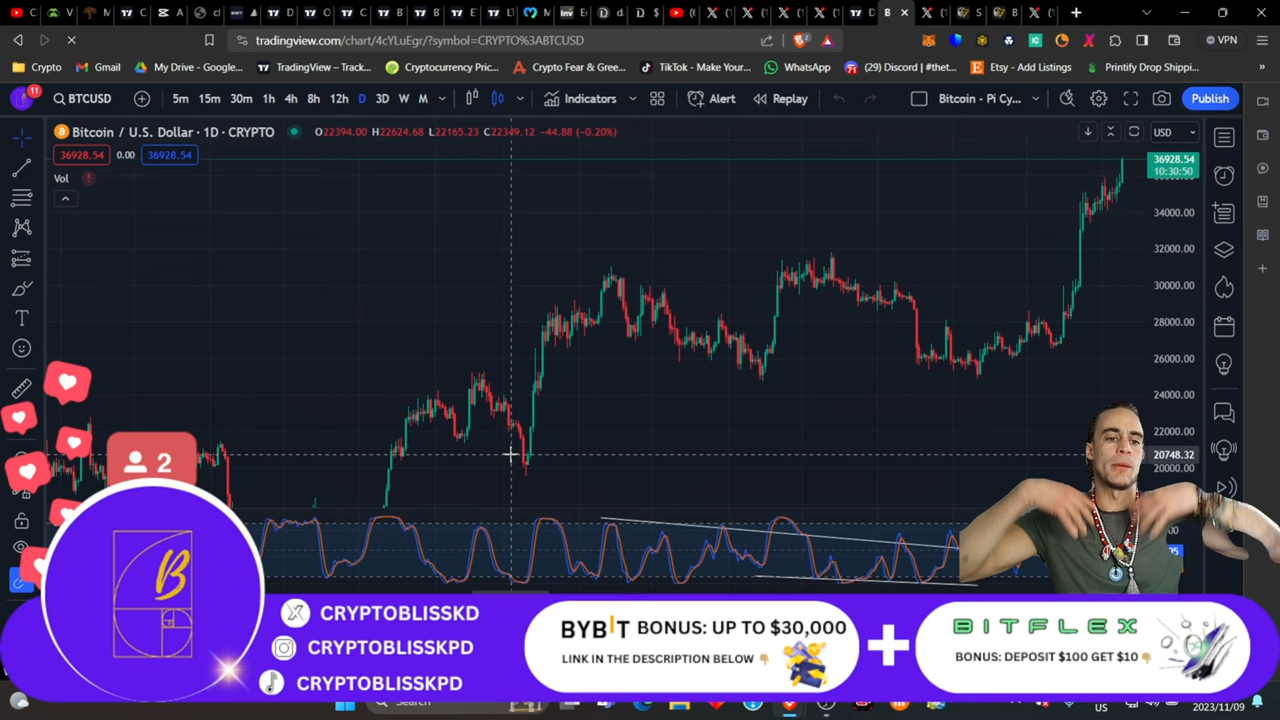 tradingview.com/chart/4cYLuEgr/?symbol=CRYPTO%3ABTCUSD
VPN
Crypto
Gmail
My Drive - Google...
TradingView – Track...
Cryptocurrency Pric...
Crypto Fear & Gree...
TikTok - Make Your...
WhatsApp
(29) Discord | #thet...
Etsy - Add Listings
Printify Drop Shippi...
11
BTCUSD
5m 15m 30m 1h 4h 8h 12h D 3D W M
Indicators
Alert
Replay
Bitcoin - Pi Cy...
Publish
Bitcoin / U.S. Dollar · 1D · CRYPTO
O22394.00 H22624.68 L22165.23 C22349.12 -44.88 (-0.20%)
USD
36928.54
0.00
36928.54
Vol
36928.54
10:30:50
34000.00
32000.00
30000.00
28000.00
26000.00
24000.00
22000.00
20748.32
20000.00
2
B
CRYPTOBLISSKD
CRYPTOBLISSKPD
CRYPTOBLISSKPD
BYBIT BONUS: UP TO $30,000
LINK IN THE DESCRIPTION BELOW
BITFLEX
BONUS: DEPOSIT $100 GET $10
Search
US
2023/11/09